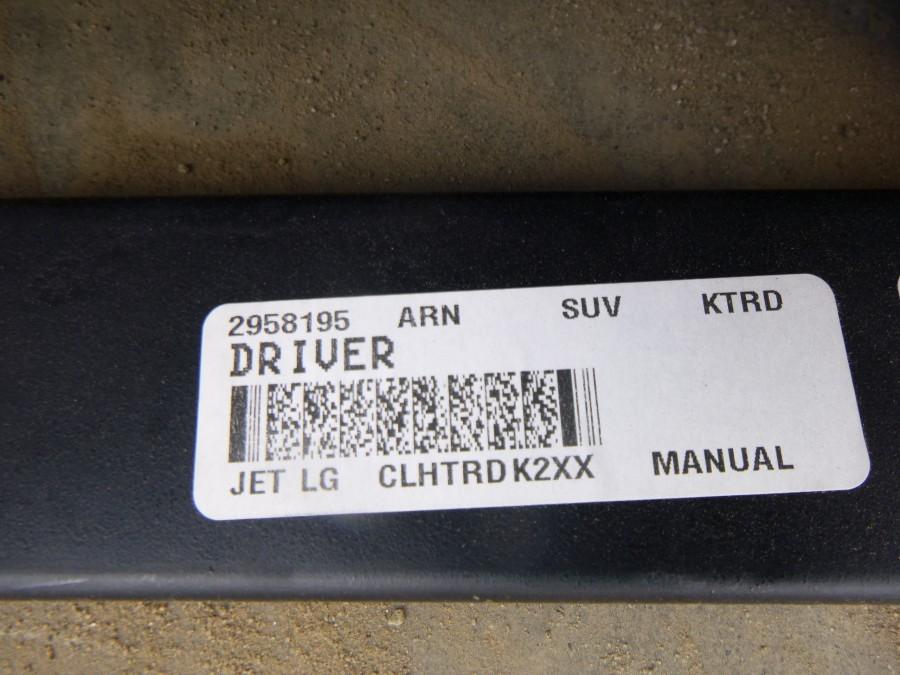 2958195 ARN SUV KTRD
DRIVER
JET LG CLHTRD K2XX MANUAL